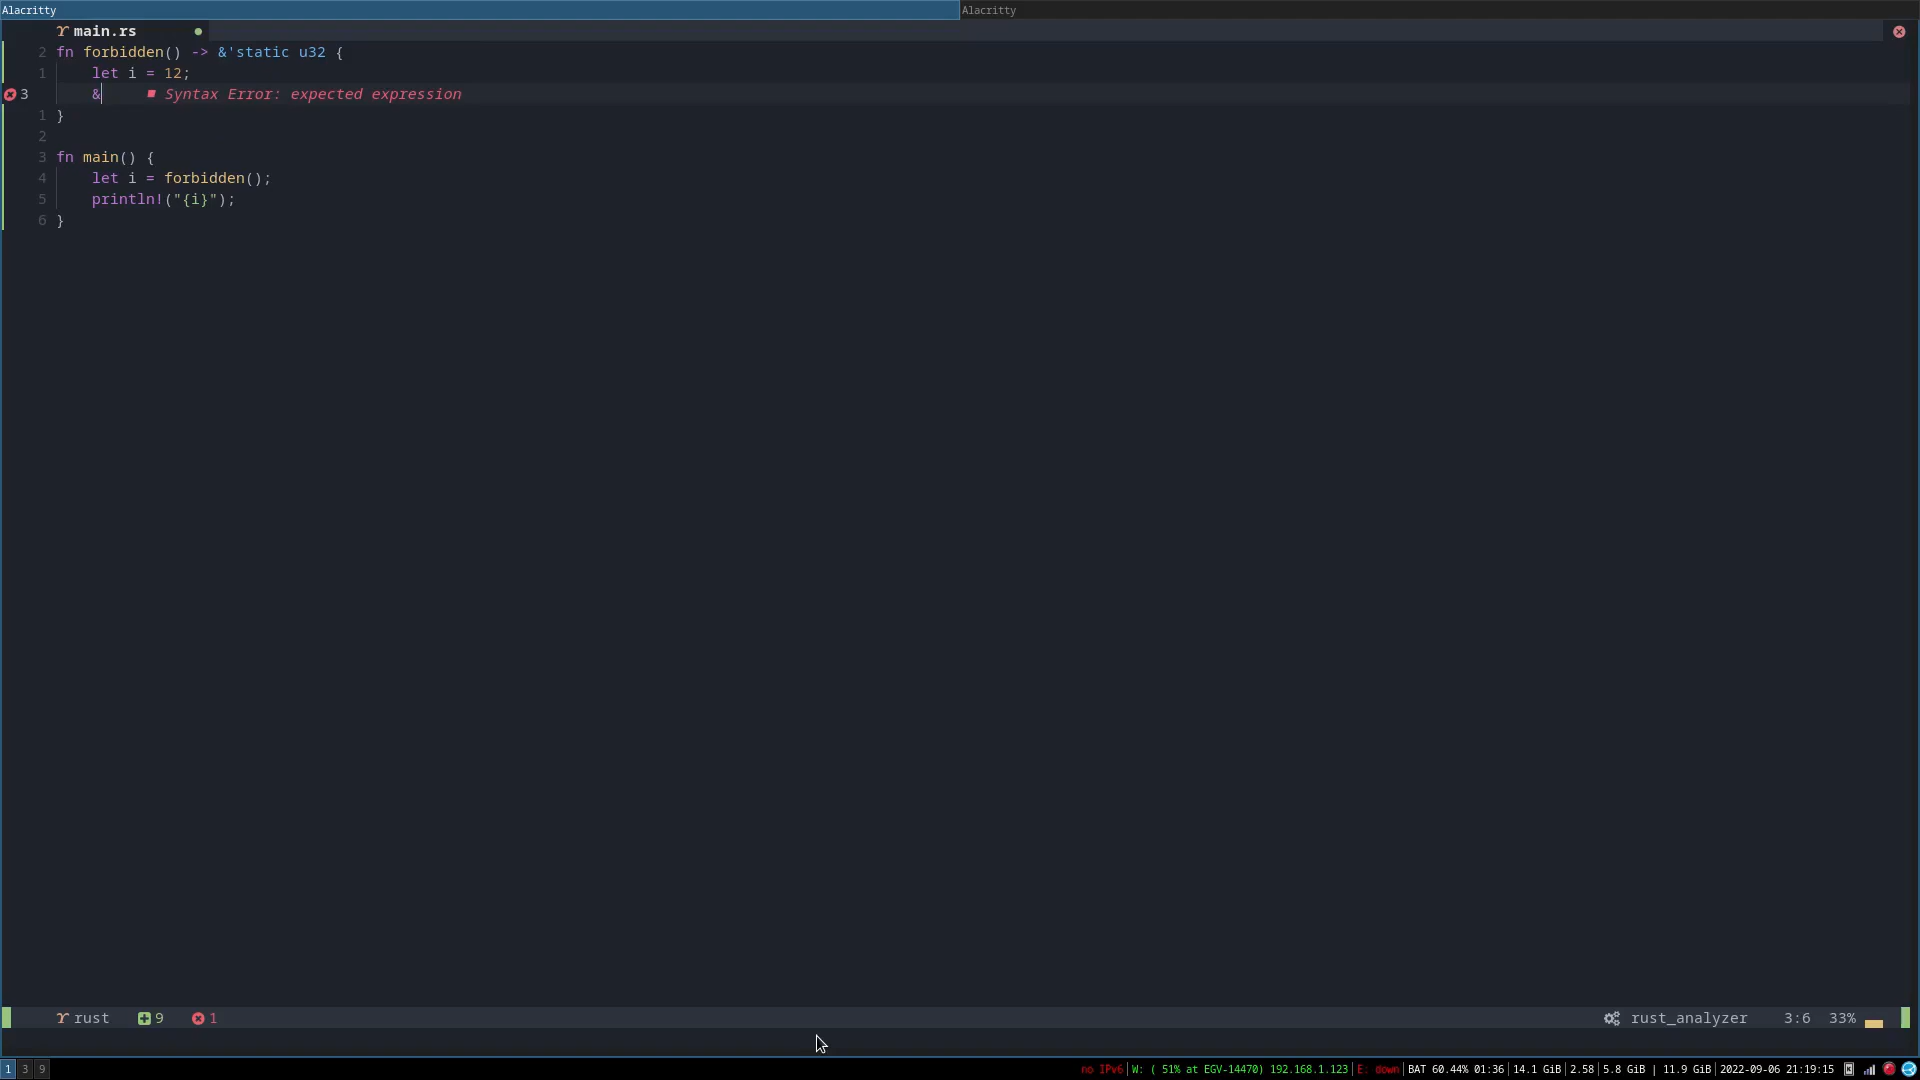 Alacritty Alacritty
main.rs
2 fn forbidden() -> &'static u32 {
1 let i = 12;
3 & ■ Syntax Error: expected expression
1 }
2
3 fn main() {
4 let i = forbidden();
5 println!("{i}");
6 }
rust 9 1 rust_analyzer 3:6 33%
1 3 9 no IPv6 | W: ( 51% at EGV-14470) 192.168.1.123 | E: down | BAT 60.44% 01:36 | 14.1 GiB | 2.58 | 5.8 GiB | 11.9 GiB | 2022-09-06 21:19:15